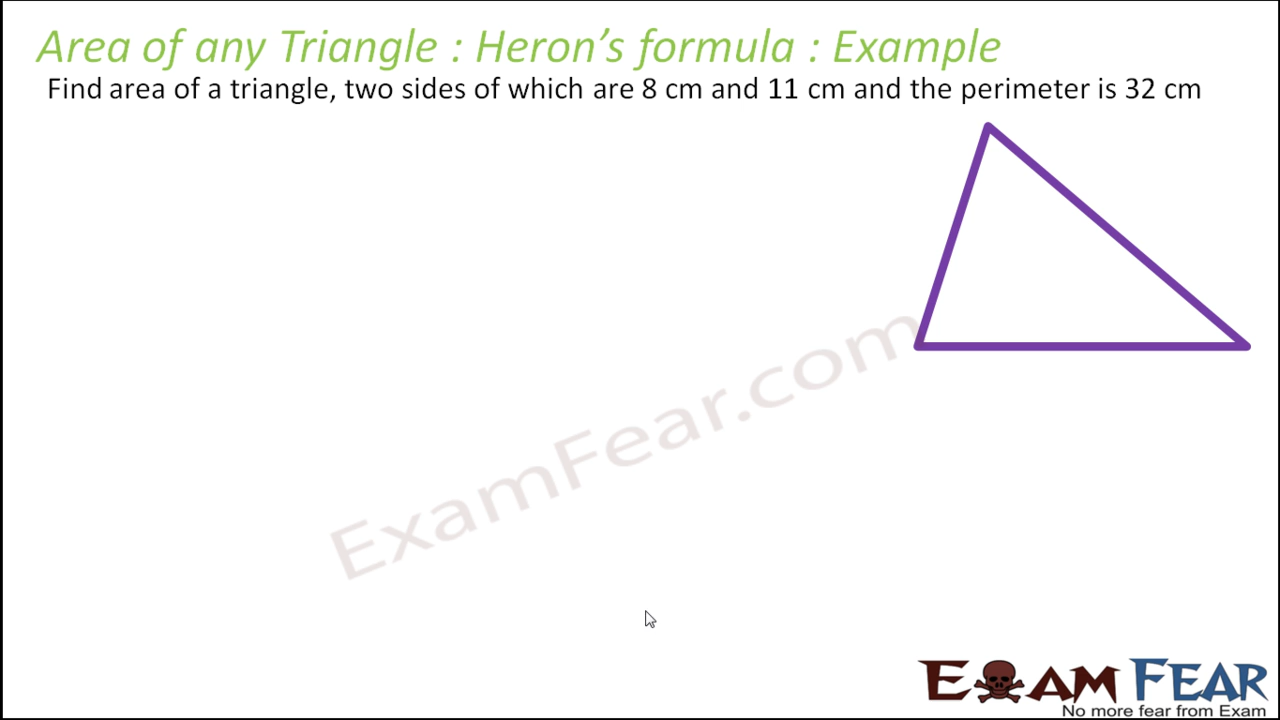 Area of any Triangle : Heron's formula : Example
Find area of a triangle, two sides of which are 8 cm and 11 cm and the perimeter is 32 cm
ExamFear.com
EXAM FEAR
No more fear from Exam